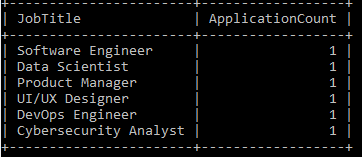 JobTitle | ApplicationCount
Software Engineer | 1
Data Scientist | 1
Product Manager | 1
UI/UX Designer | 1
DevOps Engineer | 1
Cybersecurity Analyst | 1